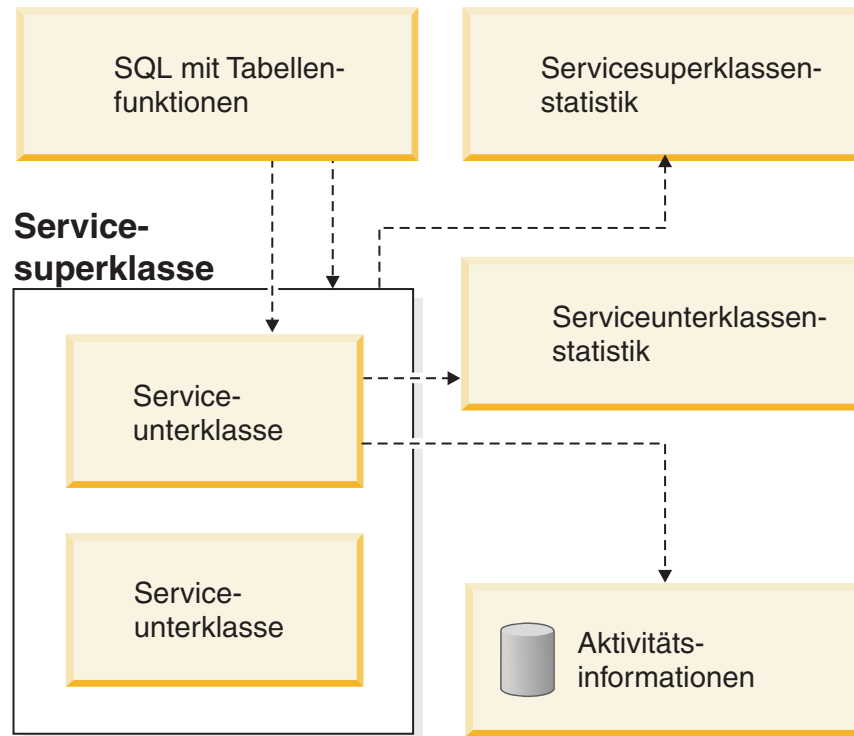 SQL mit Tabellen-
funktionen
Servicesuperklassen-
statistik
Service-
superklasse
Serviceunterklassen-
statistik
Service-
unterklasse
Service-
unterklasse
Aktivitäts-
informationen